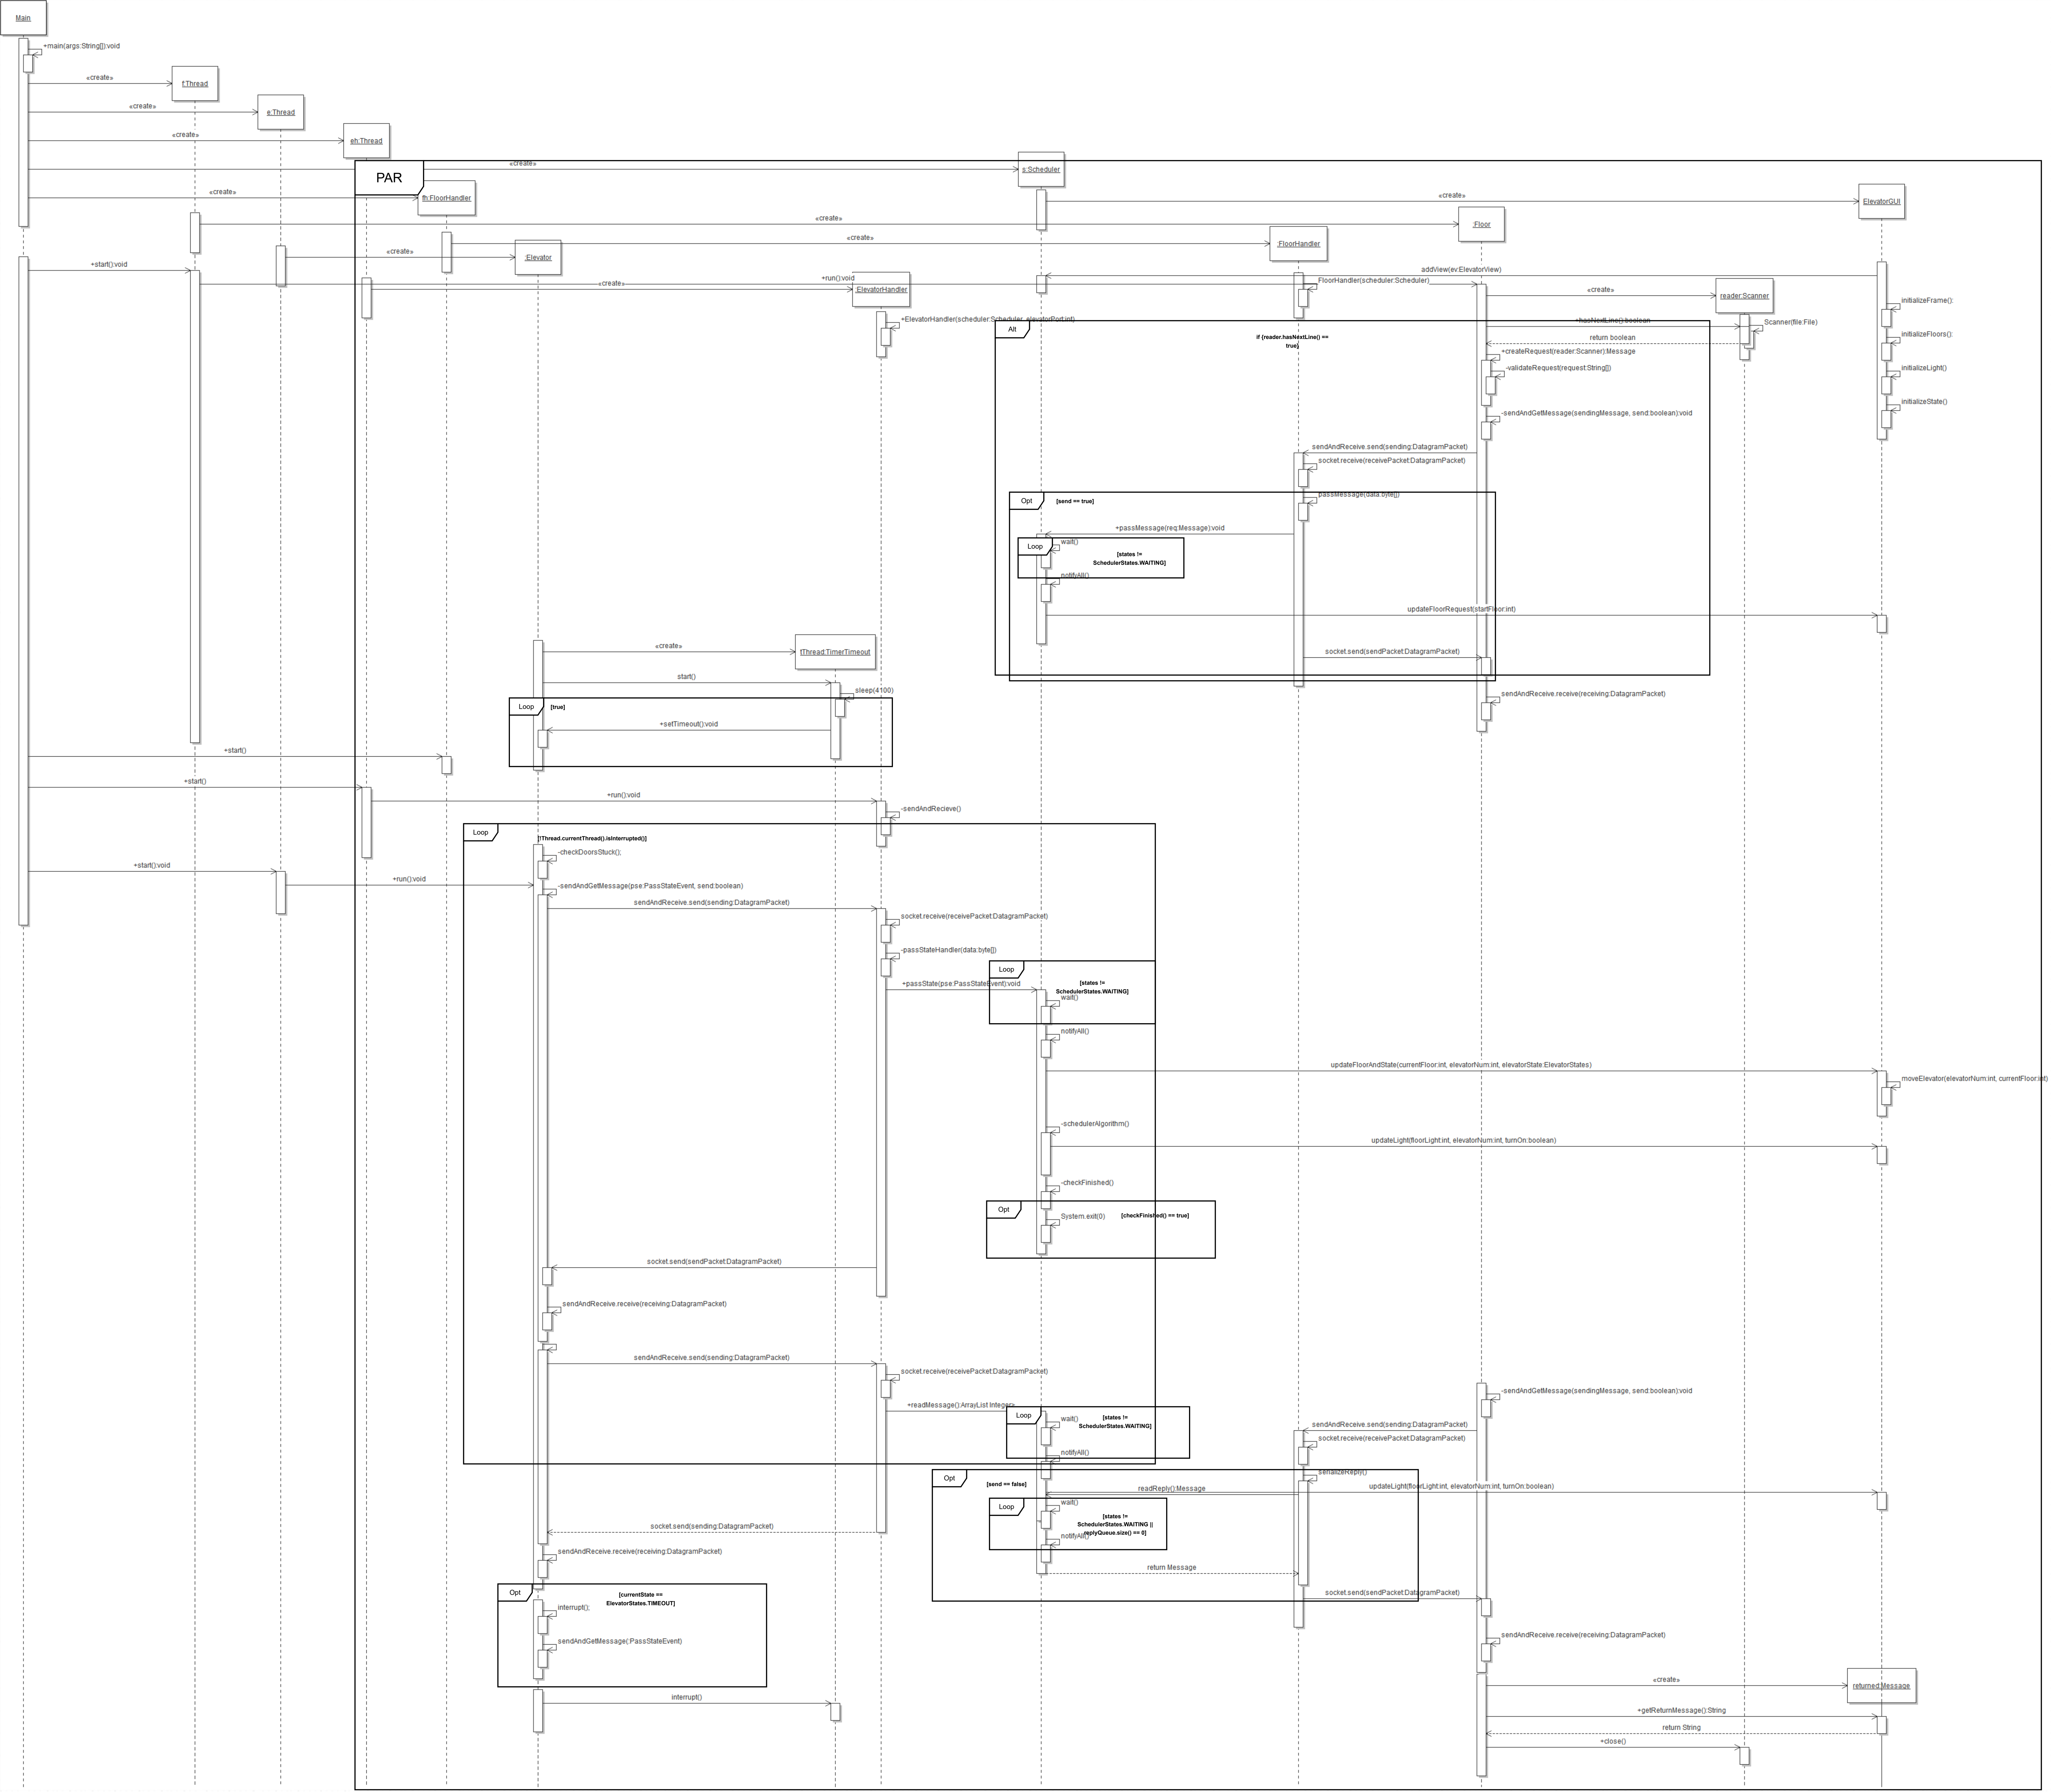 Main
+main(args:String[]):void
«create»
f:Thread
«create»
e:Thread
«create»
eh:Thread
«create»
s:Scheduler
PAR
«create»
fh:FloorHandler
«create»
ElevatorGUI
«create»
:Floor
«create»
:FloorHandler
«create»
:Elevator
+start():void
addView(ev:ElevatorView)
+run():void
«create»
:ElevatorHandler
FloorHandler(scheduler:Scheduler)
«create»
reader:Scanner
initializeFrame():
+ElevatorHandler(scheduler:Scheduler, elevatorPort:int)
+hasNextLine():boolean
Scanner(file:File)
Alt
if {reader.hasNextLine() ==
true}
return boolean
initializeFloors():
+createRequest(reader:Scanner):Message
-validateRequest(request:String[])
initializeLight()
initializeState()
-sendAndGetMessage(sendingMessage, send:boolean):void
sendAndReceive.send(sending:DatagramPacket)
socket.receive(receivePacket:DatagramPacket)
passMessage(data:byte[])
Opt
[send == true]
+passMessage(req:Message):void
wait()
Loop
[states !=
SchedulerStates.WAITING]
notifyAll()
updateFloorRequest(startFloor:int)
«create»
tThread:TimerTimeout
socket.send(sendPacket:DatagramPacket)
start()
sleep(4100)
sendAndReceive.receive(receiving:DatagramPacket)
Loop
[true]
+setTimeout():void
+start()
+start()
+run():void
-sendAndRecieve()
Loop
[!Thread.currentThread().isInterrupted()]
-checkDoorsStuck();
+start():void
+run():void
-sendAndGetMessage(pse:PassStateEvent, send:boolean)
sendAndReceive.send(sending:DatagramPacket)
socket.receive(receivePacket:DatagramPacket)
-passStateHandler(data:byte[])
Loop
[states !=
SchedulerStates.WAITING]
+passState(pse:PassStateEvent):void
wait()
notifyAll()
updateFloorAndState(currentFloor:int, elevatorNum:int, elevatorState:ElevatorStates)
moveElevator(elevatorNum:int, currentFloor:int)
-schedulerAlgorithm()
updateLight(floorLight:int, elevatorNum:int, turnOn:boolean)
-checkFinished()
Opt
System.exit(0)
[checkFinished() == true]
socket.send(sendPacket:DatagramPacket)
sendAndReceive.receive(receiving:DatagramPacket)
sendAndReceive.send(sending:DatagramPacket)
socket.receive(receivePacket:DatagramPacket)
-sendAndGetMessage(sendingMessage, send:boolean):void
+readMessage():ArrayList Integer>
Loop
wait()
[states !=
SchedulerStates.WAITING]
sendAndReceive.send(sending:DatagramPacket)
socket.receive(receivePacket:DatagramPacket)
notifyAll()
serializeReply()
Opt
[send == false]
readReply():Message
updateLight(floorLight:int, elevatorNum:int, turnOn:boolean)
Loop
wait()
[states !=
SchedulerStates.WAITING ||
replyQueue.size() == 0]
socket.send(sending:DatagramPacket)
notifyAll()
sendAndReceive.receive(receiving:DatagramPacket)
return Message
Opt
[currentState ==
ElevatorStates.TIMEOUT]
socket.send(sendPacket:DatagramPacket)
interrupt();
sendAndReceive.receive(receiving:DatagramPacket)
sendAndGetMessage(:PassStateEvent)
«create»
returned:Message
interrupt()
+getReturnMessage():String
return String
+close()